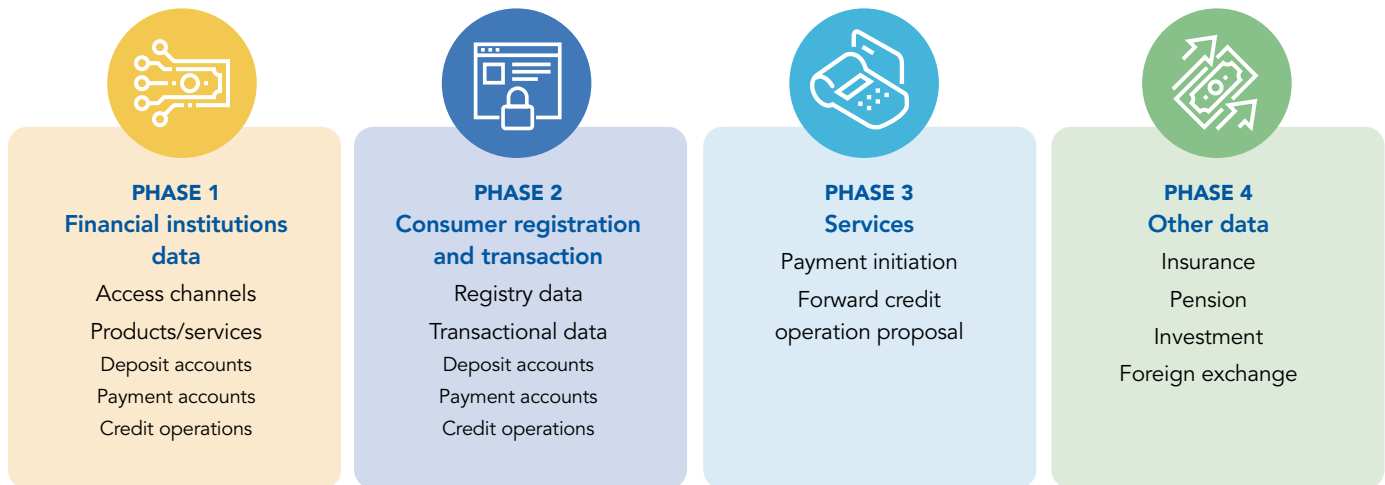 PHASE 1
Financial institutions
data
Access channels
Products/services
Deposit accounts
Payment accounts
Credit operations
PHASE 2
Consumer registration
and transaction
Registry data
Transactional data
Deposit accounts
Payment accounts
Credit operations
PHASE 3
Services
Payment initiation
Forward credit
operation proposal
PHASE 4
Other data
Insurance
Pension
Investment
Foreign exchange